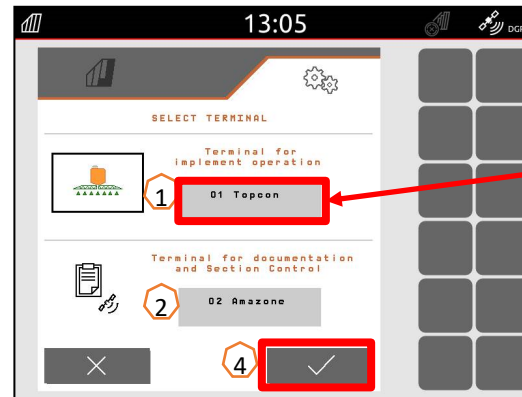 13:05
DGP
SELECT TERMINAL
Terminal for
implement operation
1
01 Topcon
Terminal for documentation
and Section Control
2
02 Amazone
4